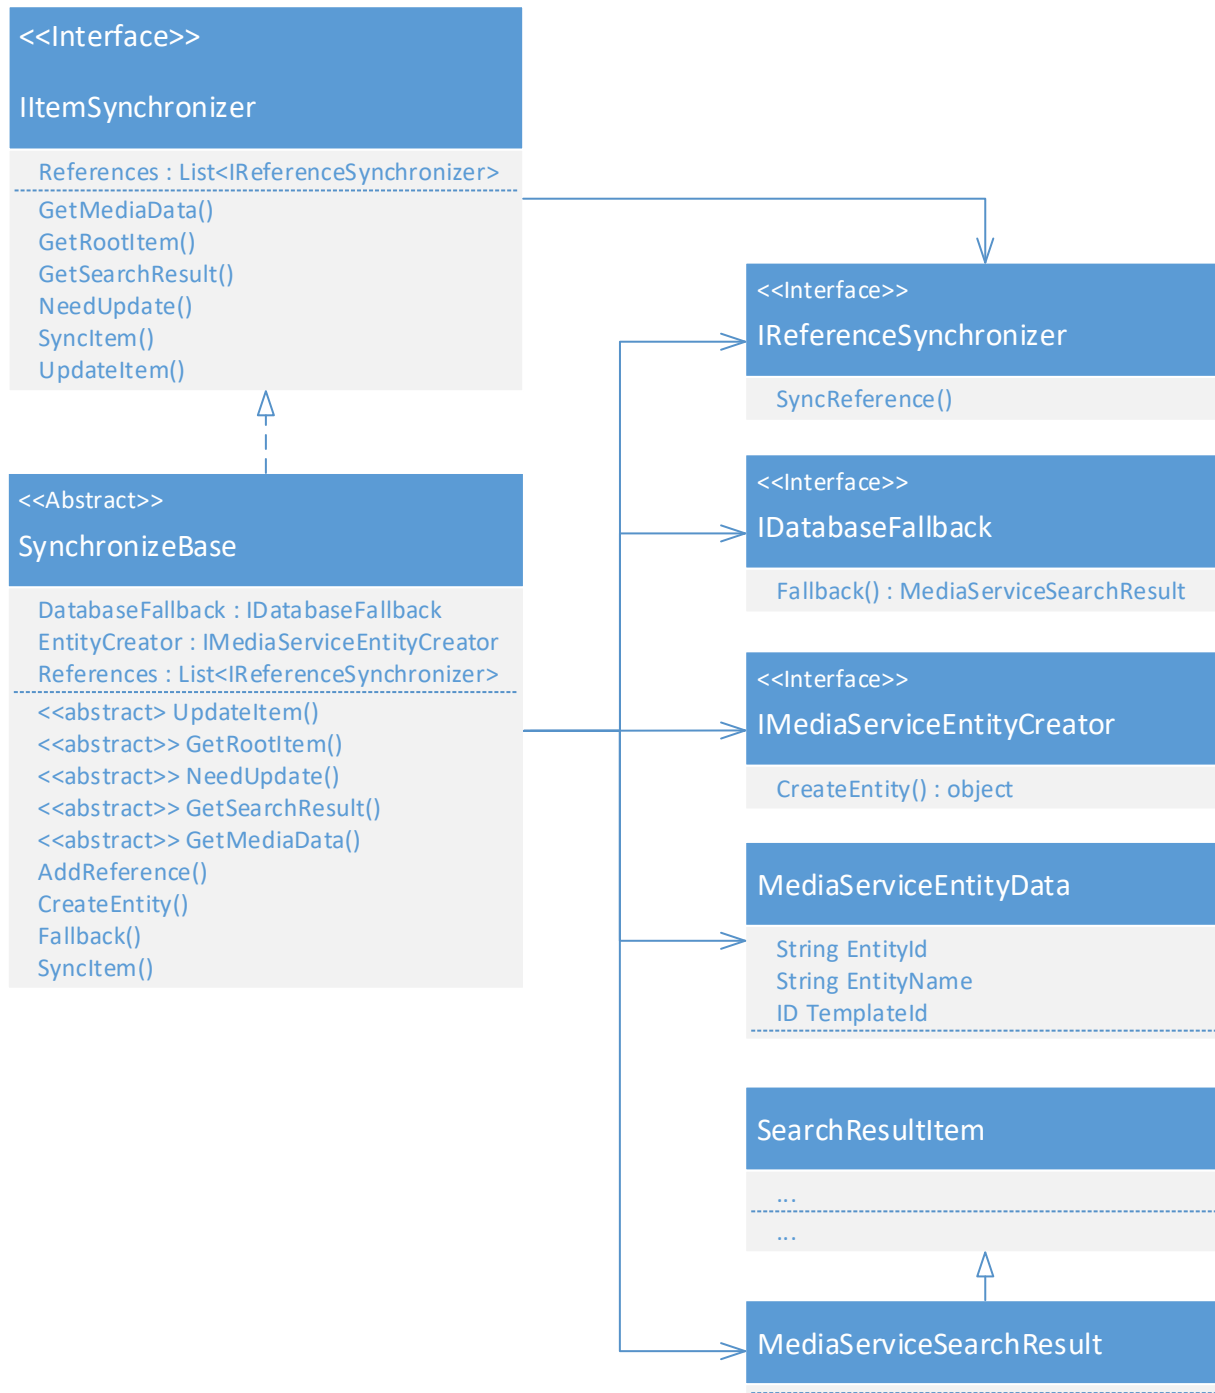 <<Interface>>
IItemSynchronizer
References : List<IReferenceSynchronizer>
GetMediaData()
GetRootItem()
GetSearchResult()
NeedUpdate()
SyncItem()
UpdateItem()
<<Abstract>>
SynchronizeBase
DatabaseFallback : IDatabaseFallback
EntityCreator : IMediaServiceEntityCreator
References : List<IReferenceSynchronizer>
<<abstract> UpdateItem()
<<abstract>> GetRootItem()
<<abstract>> NeedUpdate()
<<abstract>> GetSearchResult()
<<abstract>> GetMediaData()
AddReference()
CreateEntity()
Fallback()
SyncItem()
<<Interface>>
IReferenceSynchronizer
SyncReference()
<<Interface>>
IDatabaseFallback
Fallback() : MediaServiceSearchResult
<<Interface>>
IMediaServiceEntityCreator
CreateEntity() : object
MediaServiceEntityData
String EntityId
String EntityName
ID TemplateId
SearchResultItem
...
...
MediaServiceSearchResult